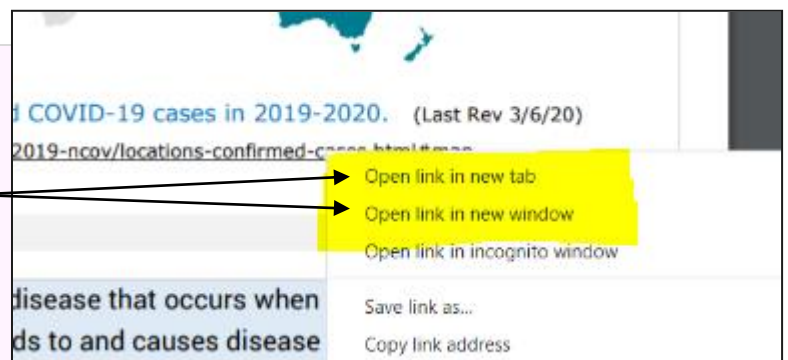 d COVID-19 cases in 2019-2020. (Last Rev 3/6/20)
2019-ncov/locations-confirmed-cases.html#map
Open link in new tab
Open link in new window
Open link in incognito window
disease that occurs when
Save link as...
ds to and causes disease
Copy link address